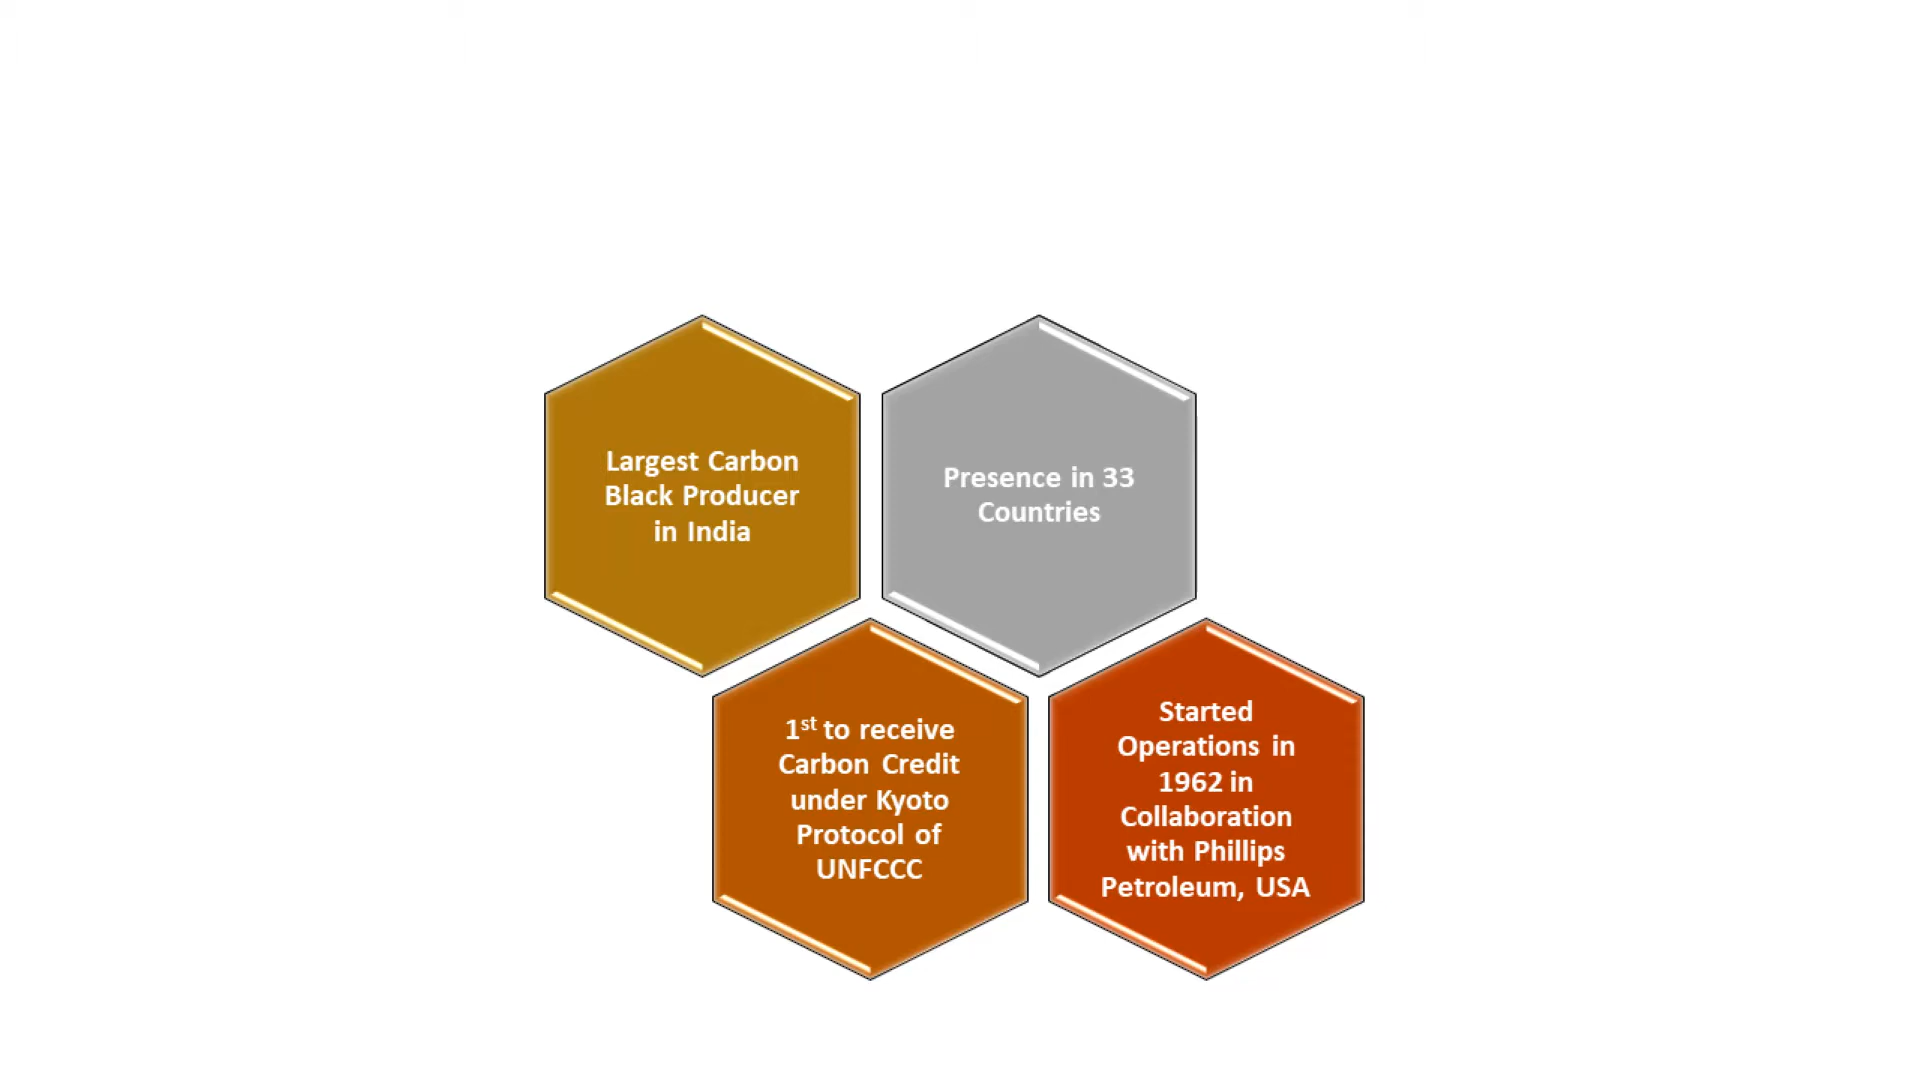 Largest Carbon
Black Producer
in India
Presence in 33
Countries
1st to receive
Carbon Credit
under Kyoto
Protocol of
UNFCCC
Started
Operations in
1962 in
Collaboration
with Phillips
Petroleum, USA